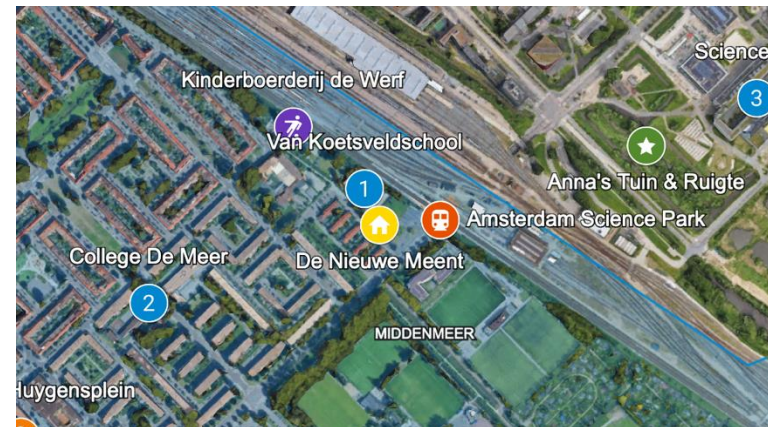 Science
Kinderboerderij de Werf
3
Van Koetsveldschool
Anna's Tuin & Ruigte
1
Amsterdam Science Park
College De Meer
De Nieuwe Meent
2
MIDDENMEER
Huygensplein